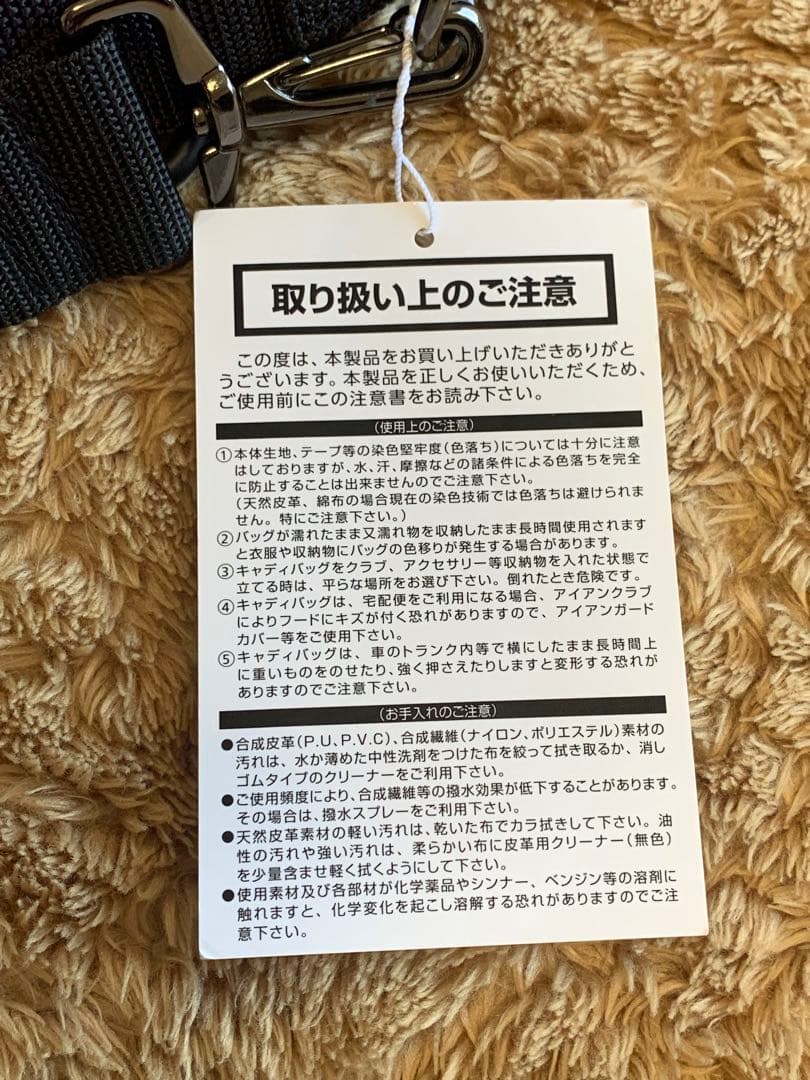 取り扱い上のご注意
この度は、本製品をお買い上げいただきありがと
うございます。本製品を正しくお使いいただくため、
ご使用前にこの注意書をお読み下さい。
(使用上のご注意)
①本体生地、テープ等の染色堅牢度(色落ち)については十分に注意
はしておりますが、水、汗、摩擦などの諸条件による色落ちを完全
に防止することは出来ませんのでご注意下さい。
(天然皮革、綿布の場合現在の染色技術では色落ちは避けられま
せん。特にご注意下さい。)
②バッグが濡れたまま又濡れ物を収納したまま長時間使用されます
と衣服や収納物にバッグの色移りが発生する場合があります。
③キャディバッグをクラブ、アクセサリー等収納物を入れた状態で
立てる時は、平らな場所をお選び下さい。倒れたとき危険です。
④キャディバッグは、宅配便をご利用になる場合、アイアンクラブ
によりフードにキズが付く恐れがありますので、アイアンガード
カバー等をご使用下さい。
⑤キャディバッグは、車のトランク内等で横にしたまま長時間上
に重いものをのせたり、強く押さえたりしますと変形する恐れが
ありますのでご注意下さい。
(お手入れのご注意)
●合成皮革(P.U、P.V.C)、合成繊維(ナイロン、ポリエステル)素材の
汚れは、水か薄めた中性洗剤をつけた布を絞って拭き取るか、消し
ゴムタイプのクリーナーをご利用下さい。
●ご使用頻度により、合成繊維等の撥水効果が低下することがあります。
その場合は、撥水スプレーをご利用下さい。
●天然皮革素材の軽い汚れは、乾いた布でカラ拭きして下さい。油
性の汚れや強い汚れは、柔らかい布に皮革用クリーナー(無色)
を少量含ませ軽く拭くようにして下さい。
●使用素材及び各部材が化学薬品やシンナー、ベンジン等の溶剤に
触れますと、化学変化を起こし溶解する恐れがありますのでご注
意下さい。